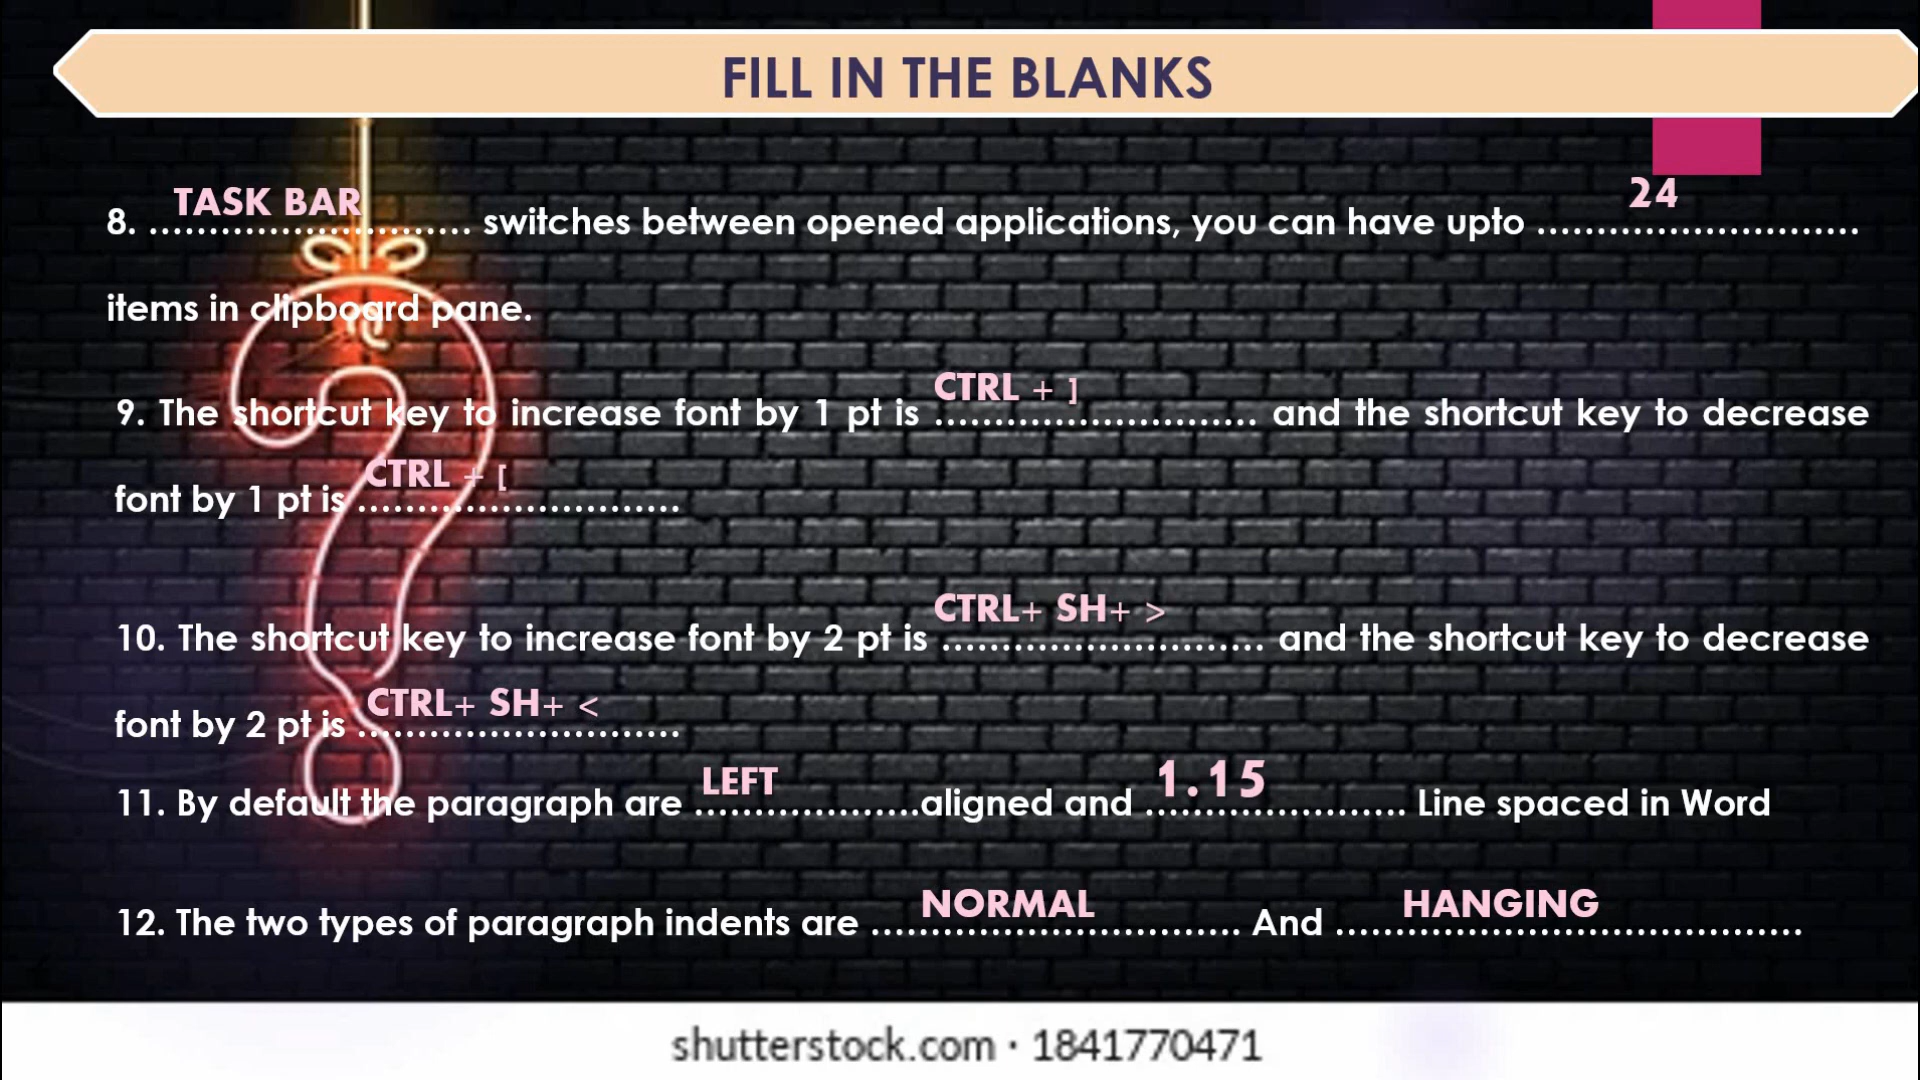 FILL IN THE BLANKS
8. TASK BAR ........................... switches between opened applications, you can have upto 24 ...........................
items in clipboard pane.
9. The shortcut key to increase font by 1 pt is CTRL + ] ........................... and the shortcut key to decrease
font by 1 pt is CTRL + [ ...........................
10. The shortcut key to increase font by 2 pt is CTRL+ SH+ > ........................... and the shortcut key to decrease
font by 2 pt is CTRL+ SH+ < ...........................
11. By default the paragraph are LEFT ...................aligned and 1.15 ...................... Line spaced in Word
12. The two types of paragraph indents are NORMAL ............................... And HANGING .......................................
shutterstock.com · 1841770471